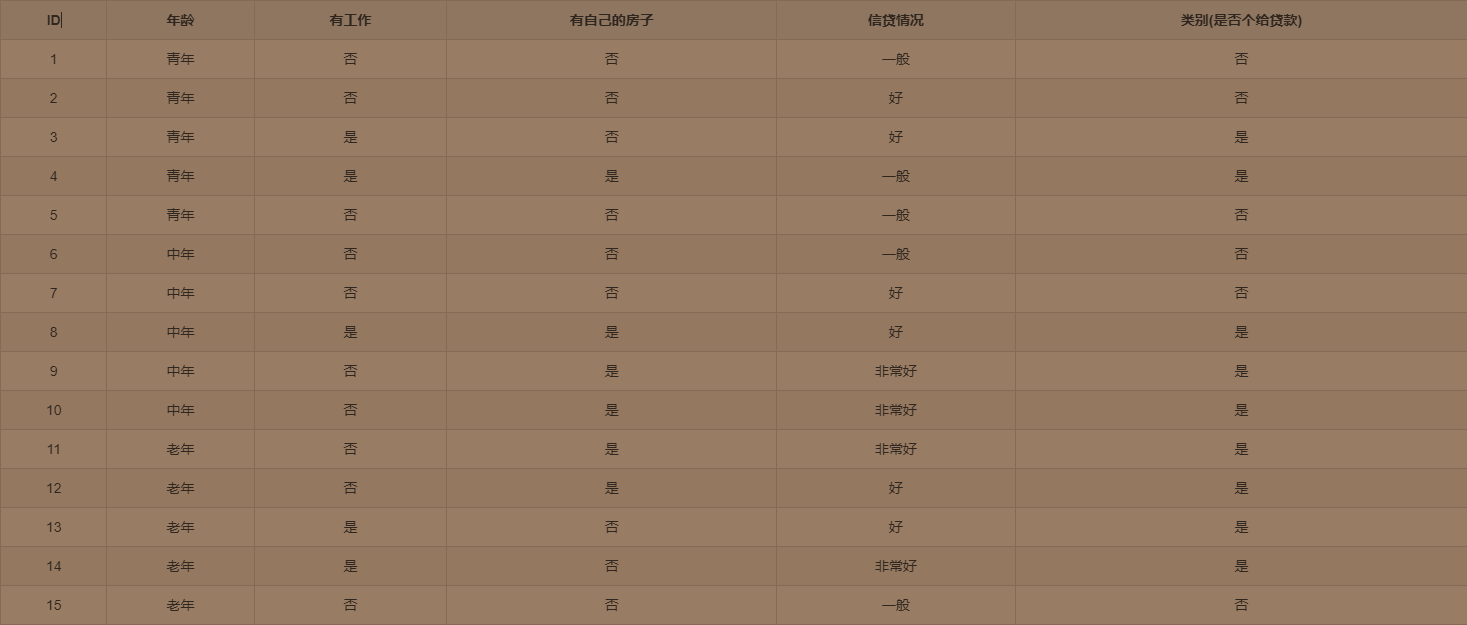 ID 年龄 有工作 有自己的房子 信贷情况 类别(是否个给贷款)
1 青年 否 否 一般 否
2 青年 否 否 好 否
3 青年 是 否 好 是
4 青年 是 是 一般 是
5 青年 否 否 一般 否
6 中年 否 否 一般 否
7 中年 否 否 好 否
8 中年 是 是 好 是
9 中年 否 是 非常好 是
10 中年 否 是 非常好 是
11 老年 否 是 非常好 是
12 老年 否 是 好 是
13 老年 是 否 好 是
14 老年 是 否 非常好 是
15 老年 否 否 一般 否